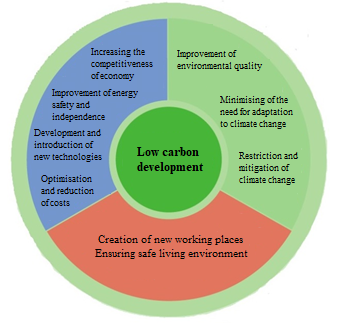 Increasing the
competitiveness
of economy
Improvement of energy
safety and
independence
Development and
introduction of
new technologies
Optimisation
and reduction
of costs
Improvement of
environmental quality
Minimising of the
need for adaptation
to climate change
Restriction and
mitigation of
climate change
Low carbon
development
Creation of new working places
Ensuring safe living environment